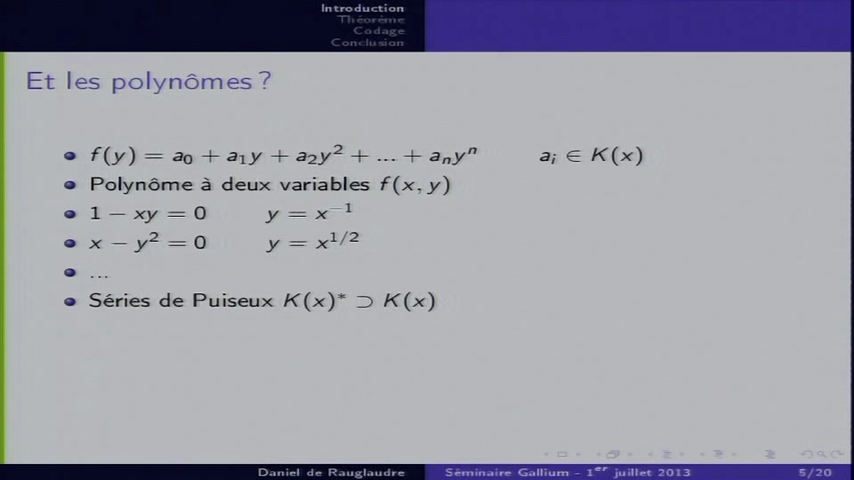 Introduction
Théorème
Codage
Conclusion
Et les polynômes ?
f(y) = a₀ + a₁y + a₂y² + ... + aₙyⁿ aᵢ ∈ K(x)
Polynôme à deux variables f(x, y)
1 − xy = 0 y = x⁻¹
x − y² = 0 y = x^{1/2}
...
Séries de Puiseux K(x)* ⊃ K(x)
Daniel de Rauglaudre Séminaire Gallium - 1er juillet 2013 5/20